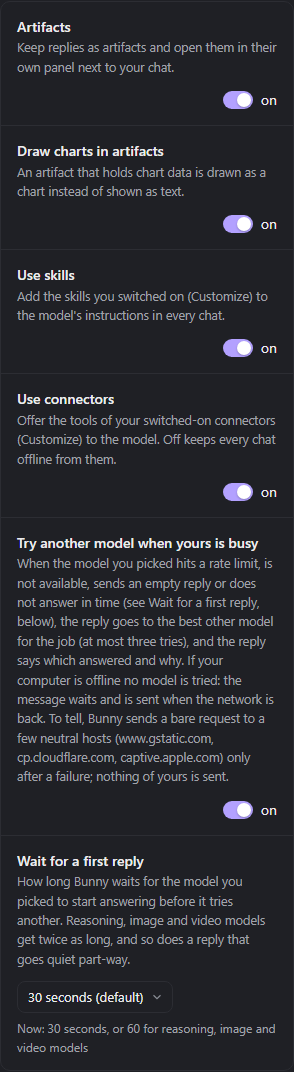 Artifacts
Keep replies as artifacts and open them in their
own panel next to your chat.
on
Draw charts in artifacts
An artifact that holds chart data is drawn as a
chart instead of shown as text.
on
Use skills
Add the skills you switched on (Customize) to
the model's instructions in every chat.
on
Use connectors
Offer the tools of your switched-on connectors
(Customize) to the model. Off keeps every chat
offline from them.
on
Try another model when yours is busy
When the model you picked hits a rate limit, is
not available, sends an empty reply or does
not answer in time (see Wait for a first reply,
below), the reply goes to the best other model
for the job (at most three tries), and the reply
says which answered and why. If your
computer is offline no model is tried: the
message waits and is sent when the network is
back. To tell, Bunny sends a bare request to a
few neutral hosts (www.gstatic.com,
cp.cloudflare.com, captive.apple.com) only
after a failure; nothing of yours is sent.
on
Wait for a first reply
How long Bunny waits for the model you
picked to start answering before it tries
another. Reasoning, image and video models
get twice as long, and so does a reply that
goes quiet part-way.
30 seconds (default)
Now: 30 seconds, or 60 for reasoning, image and
video models